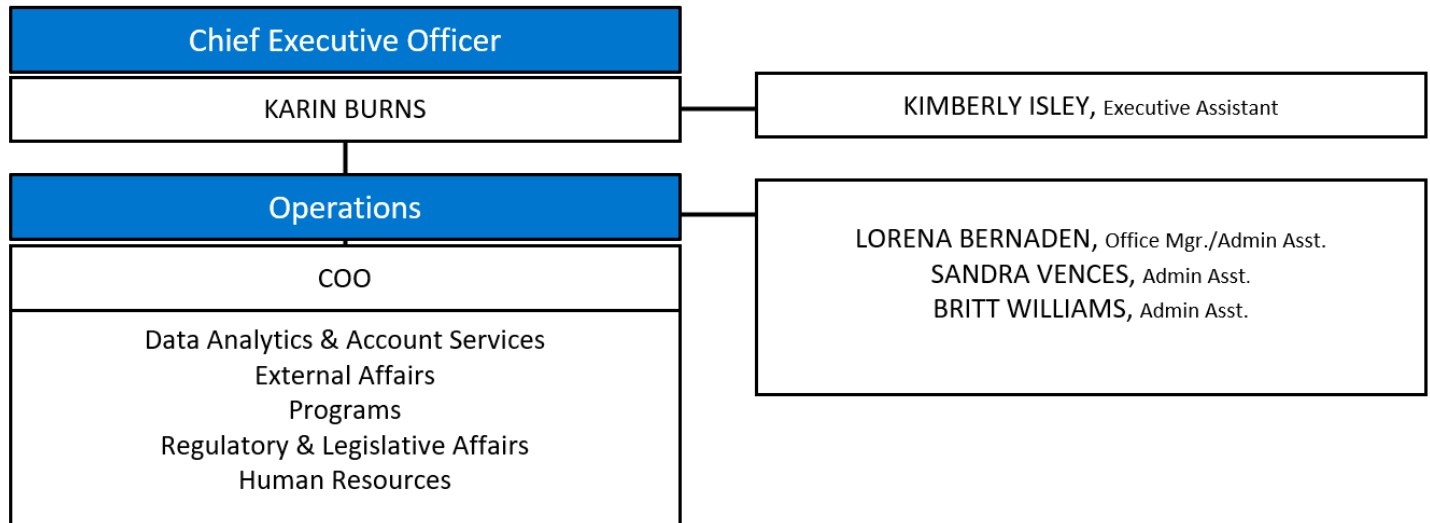 Chief Executive Officer
KARIN BURNS
KIMBERLY ISLEY, Executive Assistant
Operations
COO
Data Analytics & Account Services
External Affairs
Programs
Regulatory & Legislative Affairs
Human Resources
LORENA BERNADEN, Office Mgr./Admin Asst.
SANDRA VENCES, Admin Asst.
BRITT WILLIAMS, Admin Asst.